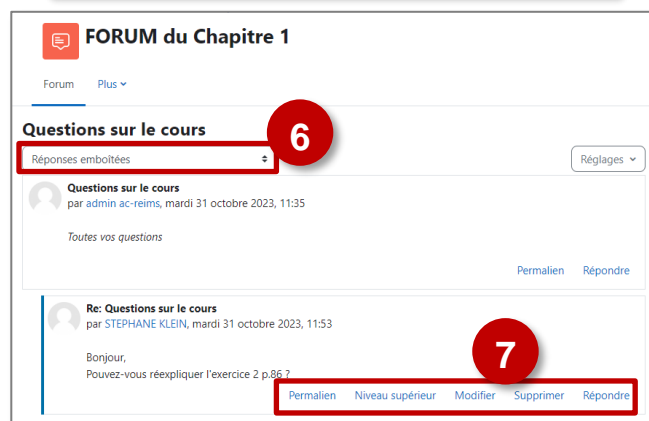 FORUM du Chapitre 1
Forum Plus
Questions sur le cours
6
Réponses emboîtées
Réglages
Questions sur le cours
par admin ac-reims, mardi 31 octobre 2023, 11:35
Toutes vos questions
Permalien Répondre
Re: Questions sur le cours
par STEPHANE KLEIN, mardi 31 octobre 2023, 11:53
Bonjour,
Pouvez-vous réexpliquer l'exercice 2 p.86 ?
7
Permalien Niveau supérieur Modifier Supprimer Répondre